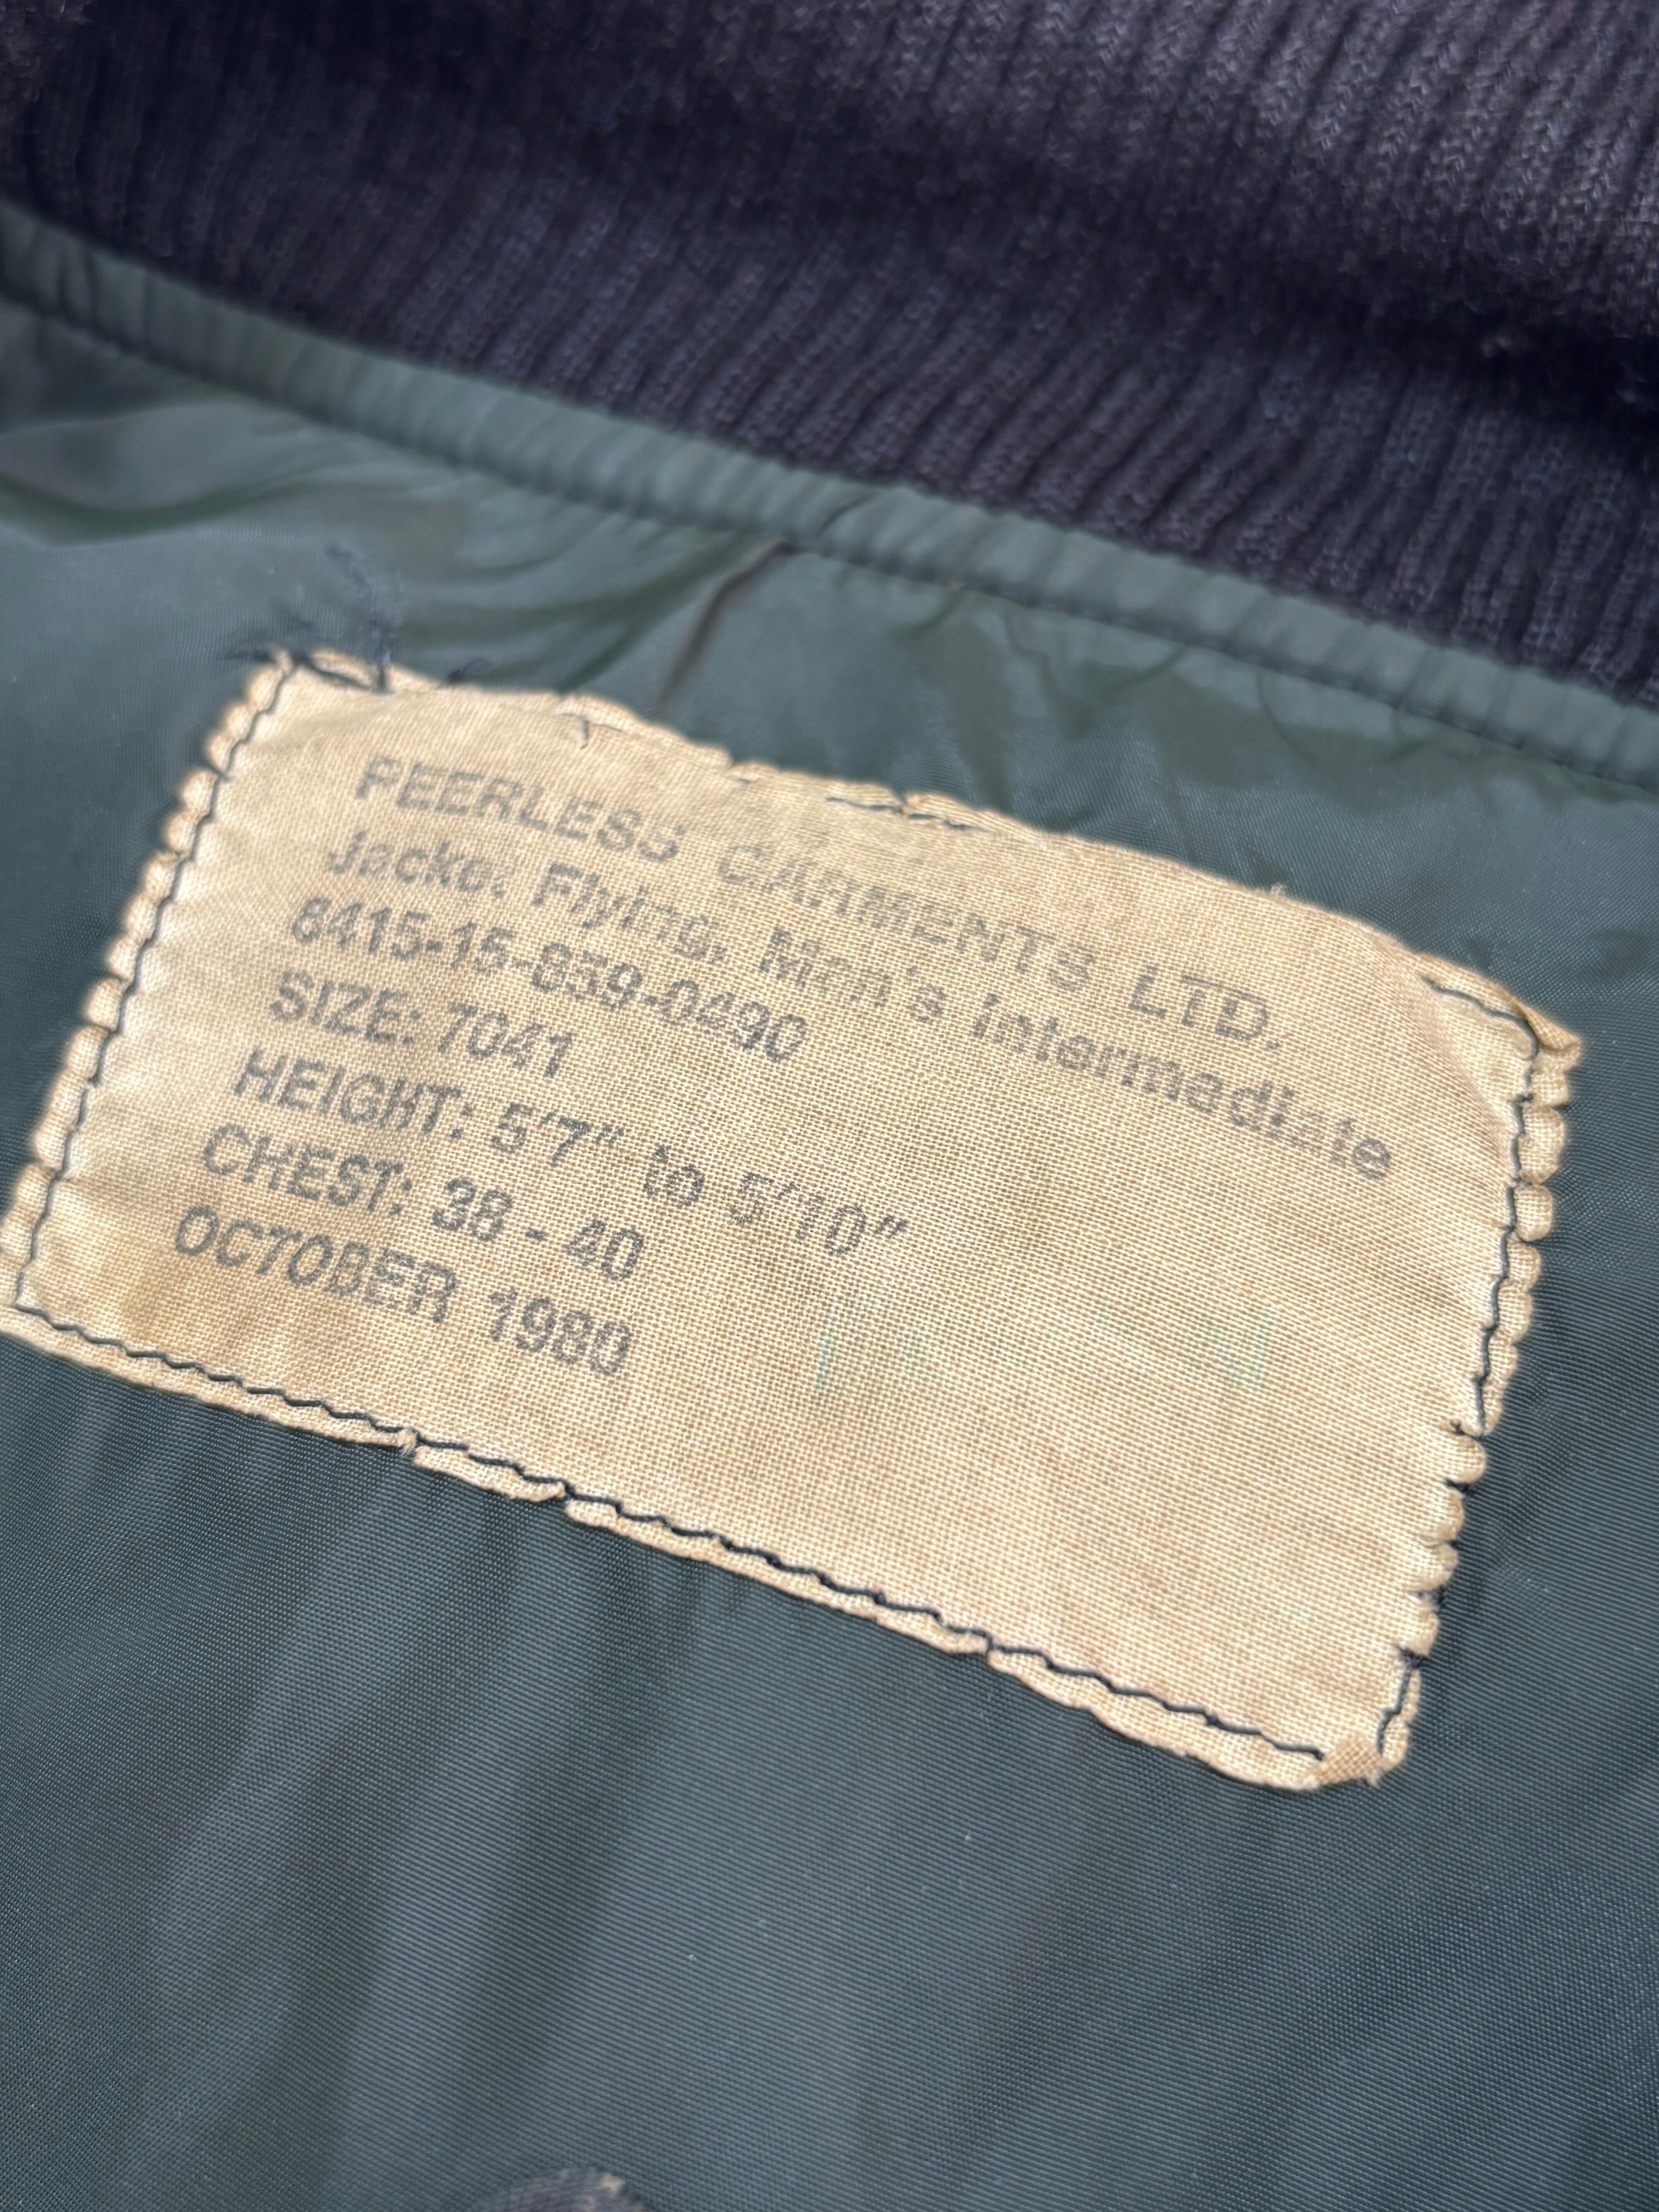 PEERLESS GARMENTS LTD.
Jacket, Flying, Men's Intermediate
8415-15-859-0490
SIZE: 7041
HEIGHT: 5'7" to 5'10"
CHEST: 38 - 40
OCTOBER 1980